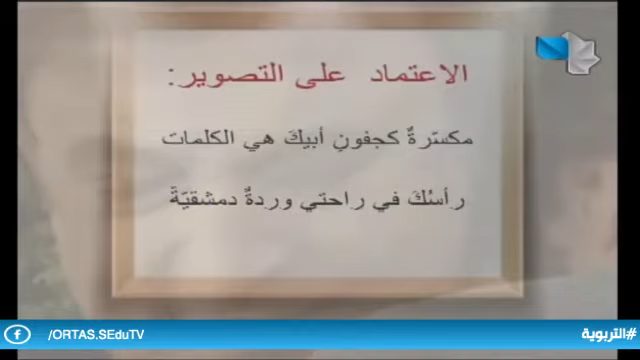 الاعتماد على التصوير:
مكسّرةٌ كجفونِ أبيكَ هي الكلمات
رأسُكَ في راحتي وردةٌ دمشقيّةَ
/ORTAS.SEduTV
#التربوية